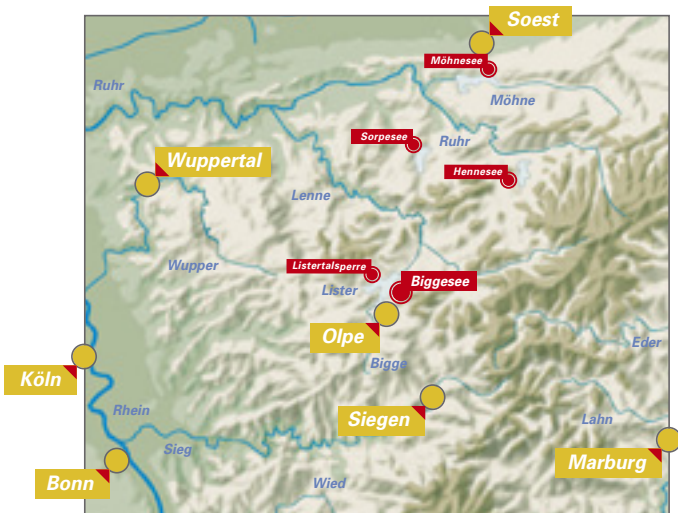 Soest
Möhnesee
Ruhr
Möhne
Sorpesee
Ruhr
Wuppertal
Hennesee
Lenne
Wupper
Listertalsperre
Biggesee
Lister
Olpe
Eder
Bigge
Köln
Rhein
Siegen
Lahn
Sieg
Marburg
Bonn
Wied